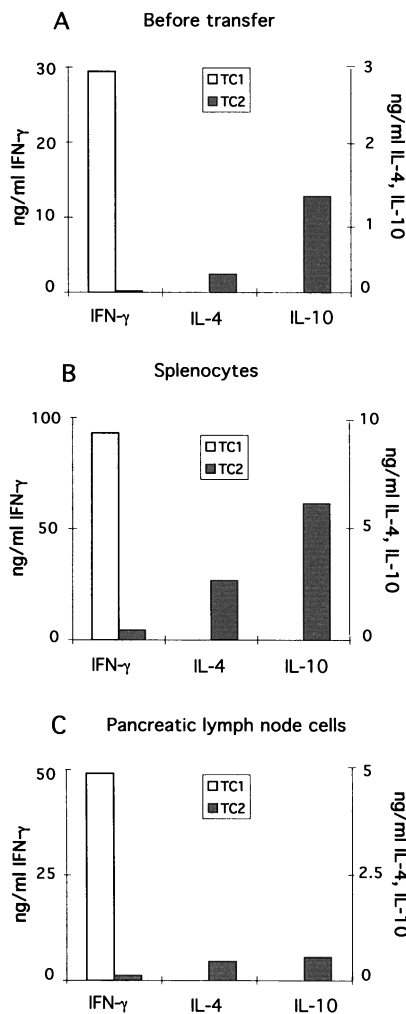 A Before transfer
30
20
10
0
ng/ml IFN-γ
TC1
TC2
3
2
1
0
ng/ml IL-4, IL-10
IFN-γ IL-4 IL-10
B Splenocytes
100
50
0
ng/ml IFN-γ
TC1
TC2
10
5
0
ng/ml IL-4, IL-10
IFN-γ IL-4 IL-10
C Pancreatic lymph node cells
50
25
0
ng/ml IFN-γ
TC1
TC2
5
2.5
0
ng/ml IL-4, IL-10
IFN-γ IL-4 IL-10